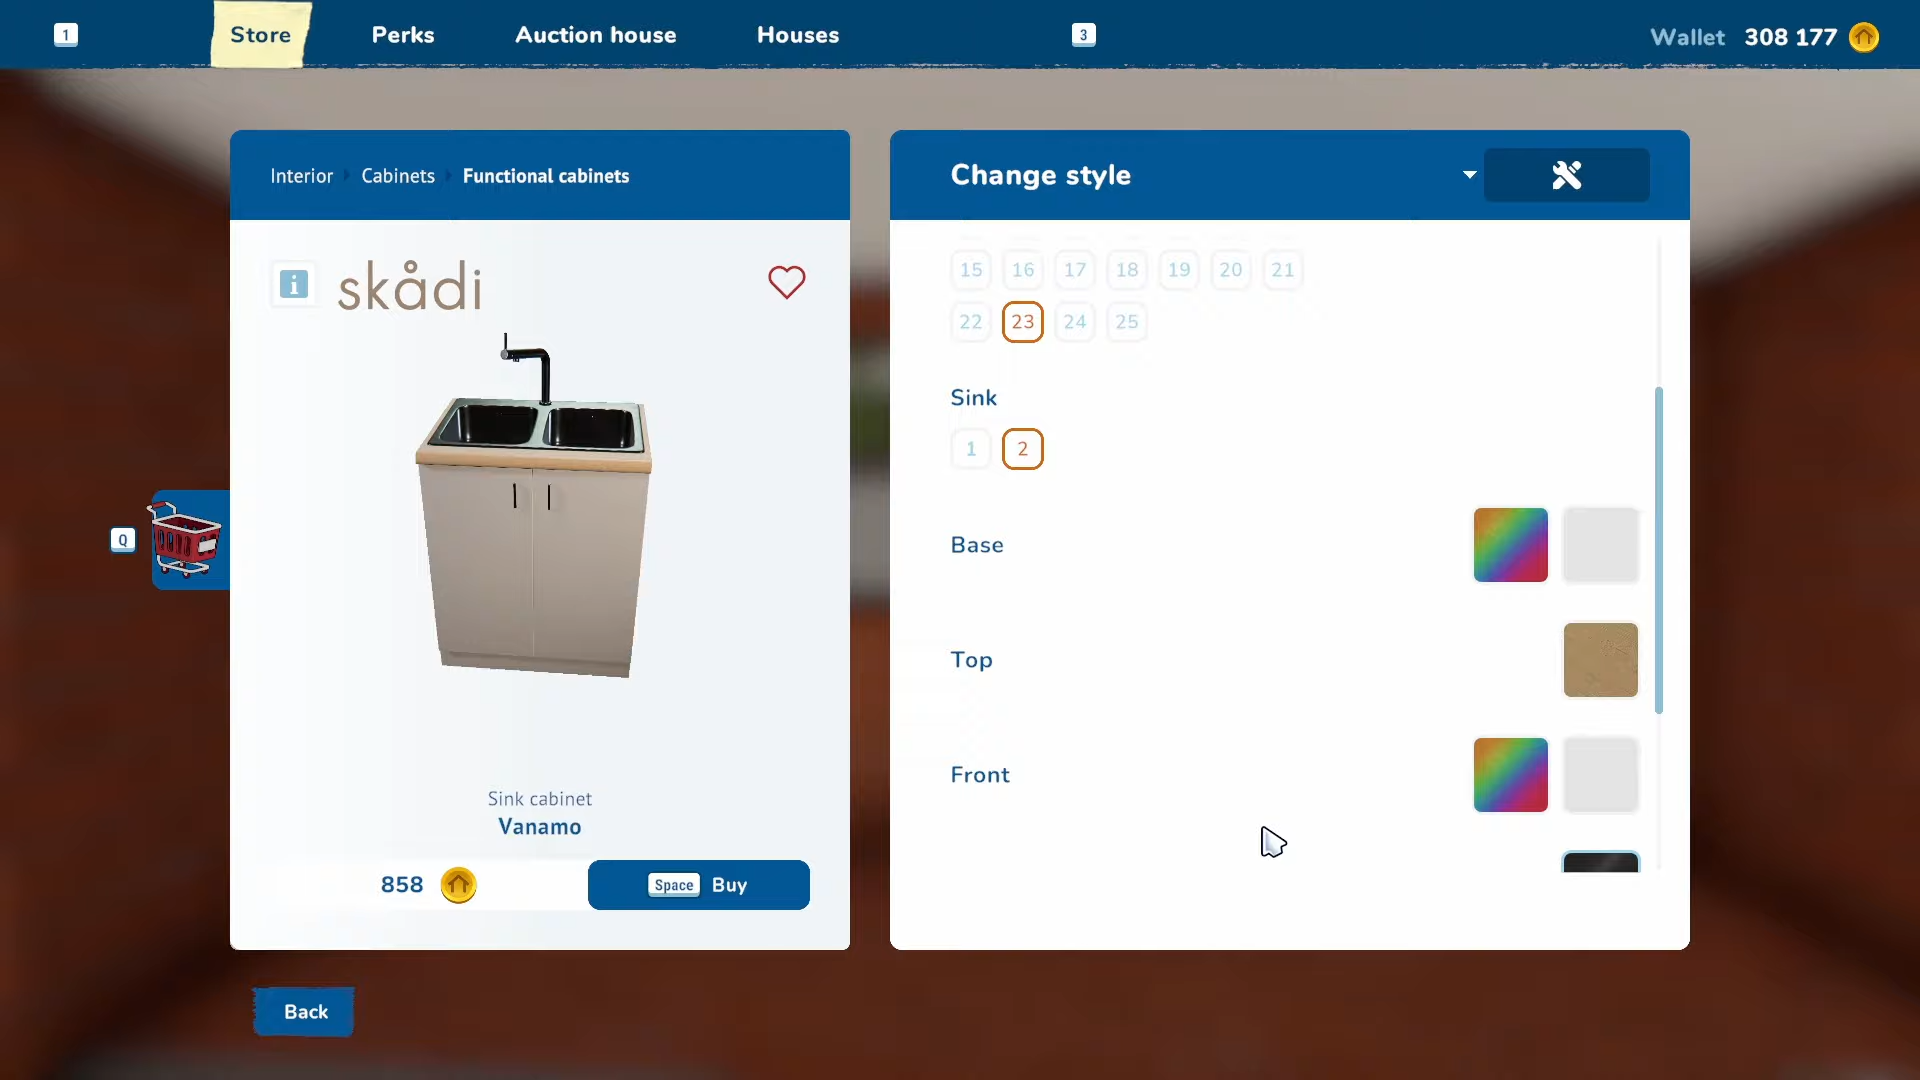 1
Store
Perks
Auction house
Houses
3
Wallet 308 177
Interior
Cabinets
Functional cabinets
i
skådi
Q
Sink cabinet
Vanamo
858
Space Buy
Back
Change style
15 16 17 18 19 20 21
22 23 24 25
Sink
1 2
Base
Top
Front